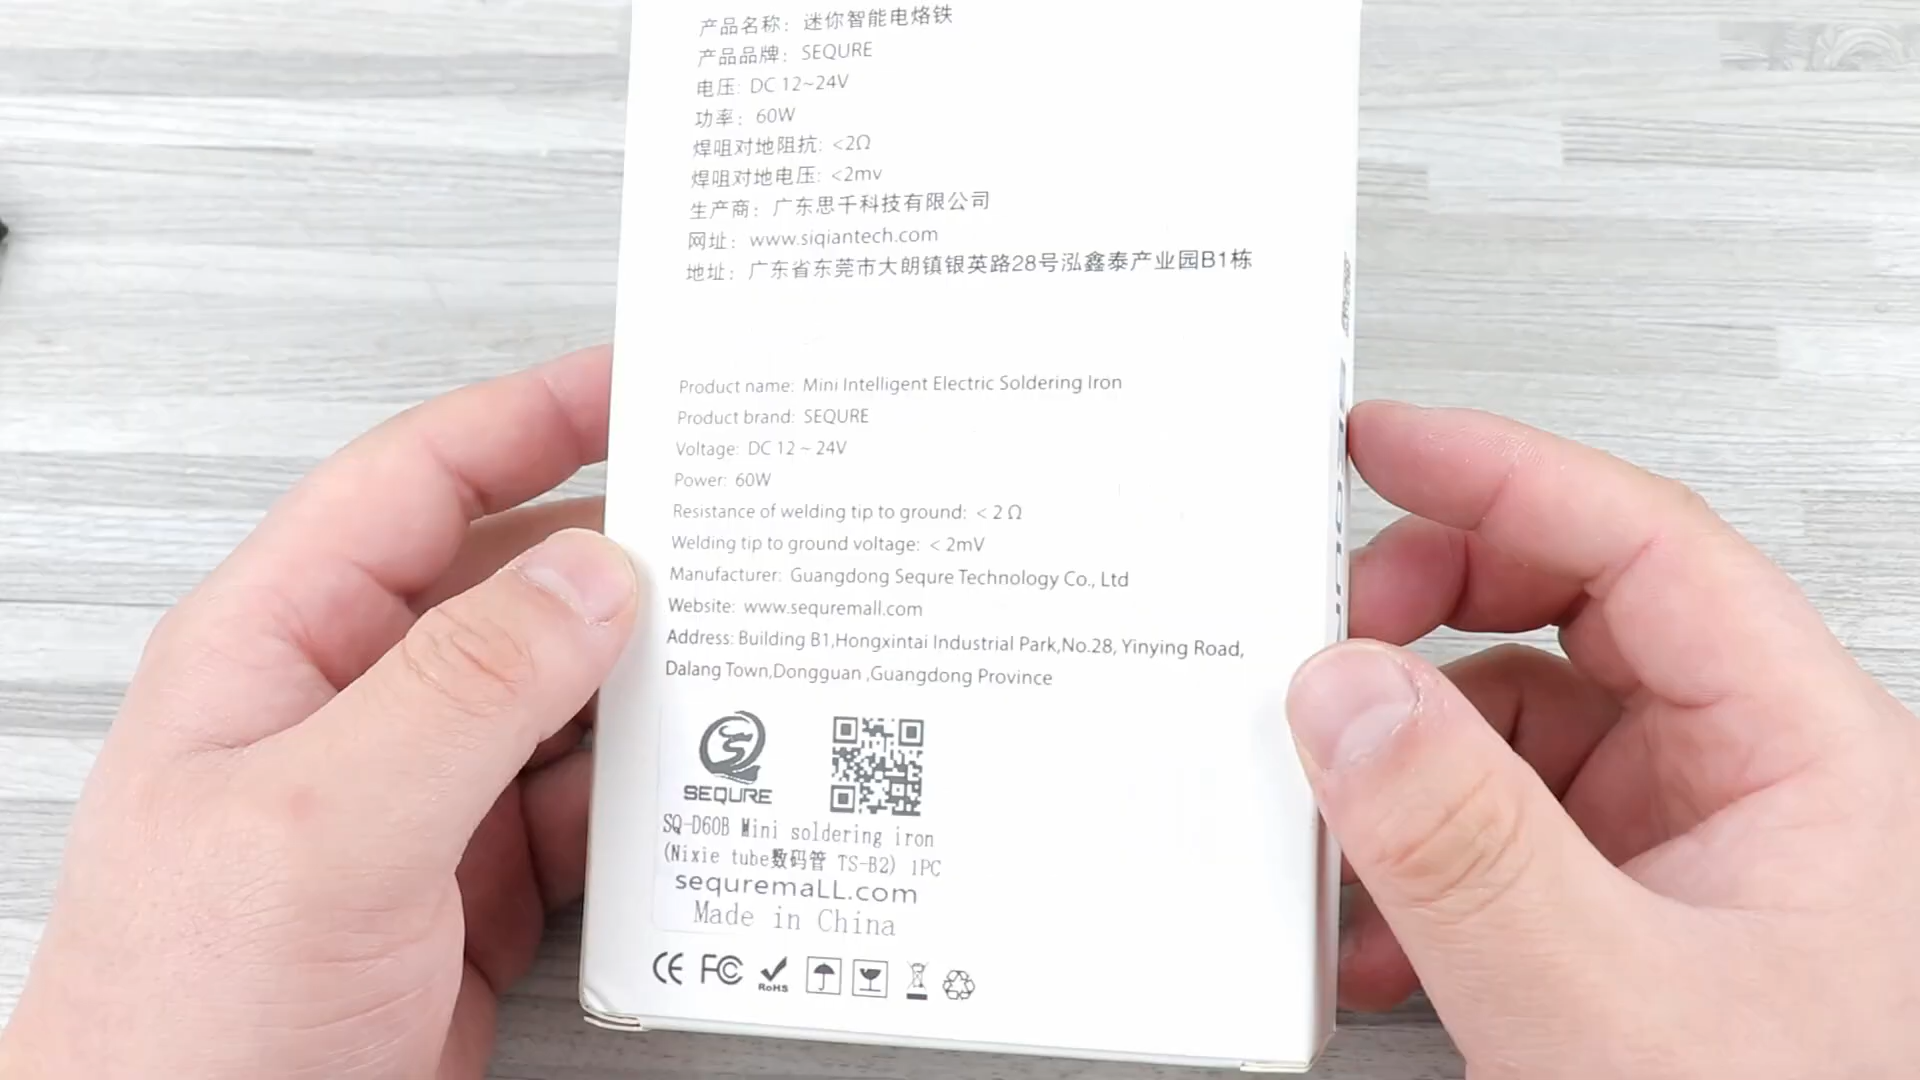 产品名称：迷你智能电烙铁
产品品牌：SEQURE
电压: DC 12~24V
功率：60W
焊咀对地阻抗: <2Ω
焊咀对地电压: <2mv
生产商：广东思千科技有限公司
网址：www.siqiantech.com
地址：广东省东莞市大朗镇银英路28号泓鑫泰产业园B1栋
Product name: Mini Intelligent Electric Soldering Iron
Product brand: SEQURE
Voltage: DC 12 ~ 24V
Power: 60W
Resistance of welding tip to ground: < 2 Ω
Welding tip to ground voltage: < 2mV
Manufacturer: Guangdong Sequre Technology Co., Ltd
Website: www.sequremall.com
Address: Building B1,Hongxintai Industrial Park,No.28, Yinying Road,
Dalang Town,Dongguan ,Guangdong Province
SEQURE
SQ-D60B Mini soldering iron
(Nixie tube数码管 TS-B2) 1PC
sequremaLL.com
Made in China
CE FC RoHS